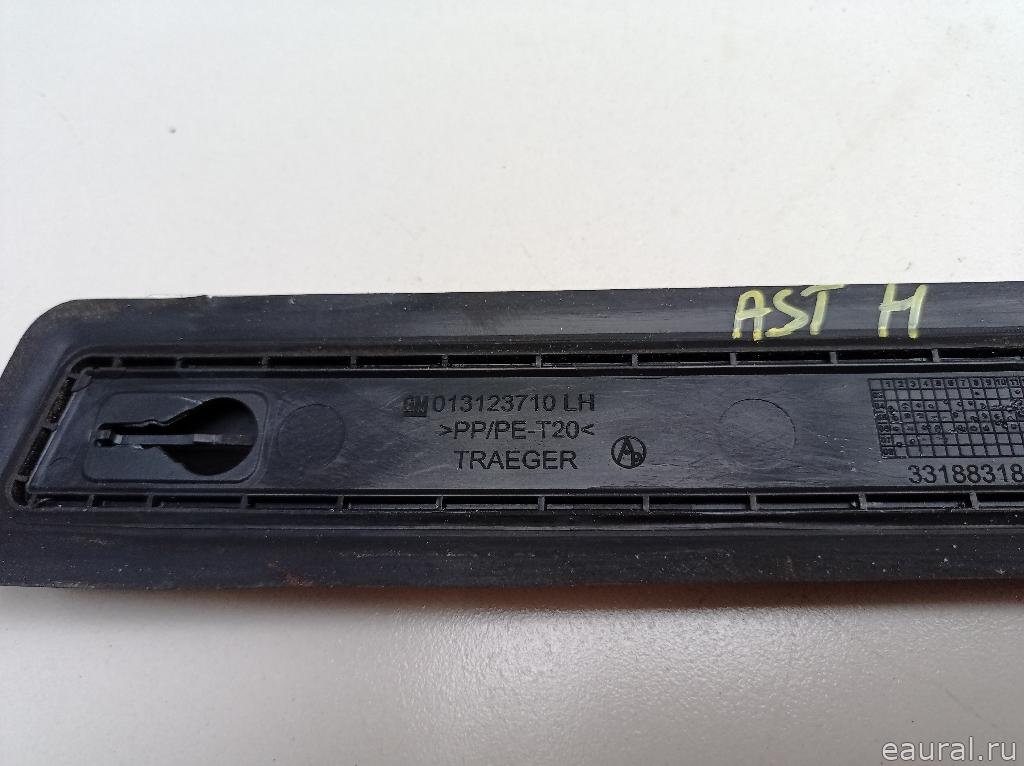 AST H
GM 013123710 LH
>PP/PE-T20<
TRAEGER
33188318
eaural.ru